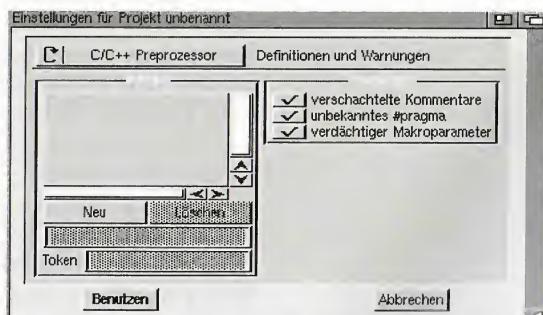 Einstellungen für Projekt unbenannt
C/C++ Preprozessor
Definitionen und Warnungen
verschachtelte Kommentare
unbekanntes #pragma
verdächtiger Makroparameter
Neu
Löschen
Token
Benutzen
Abbrechen